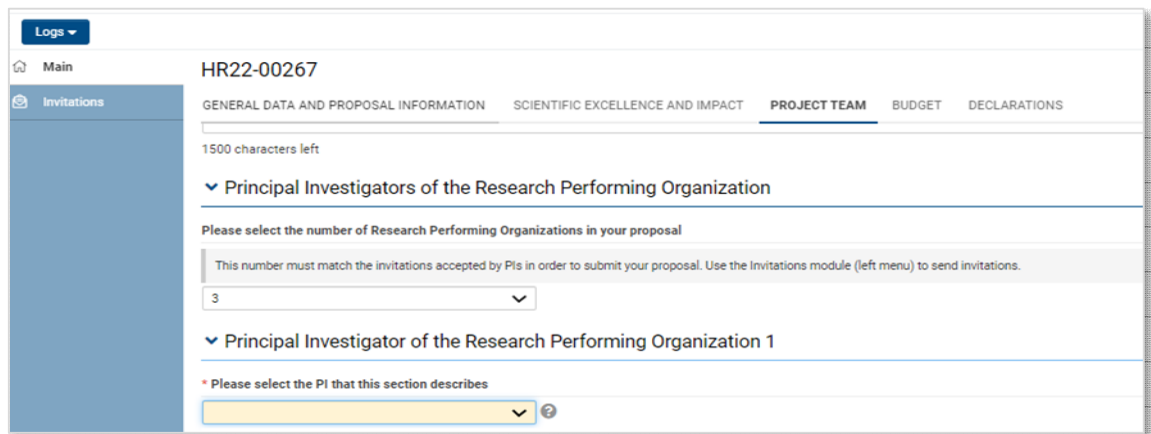 Logs
Main
HR22-00267
Invitations
GENERAL DATA AND PROPOSAL INFORMATION
SCIENTIFIC EXCELLENCE AND IMPACT
PROJECT TEAM
BUDGET
DECLARATIONS
1500 characters left
Principal Investigators of the Research Performing Organization
Please select the number of Research Performing Organizations in your proposal
This number must match the invitations accepted by PIs in order to submit your proposal. Use the Invitations module (left menu) to send invitations.
3
Principal Investigator of the Research Performing Organization 1
* Please select the PI that this section describes
?